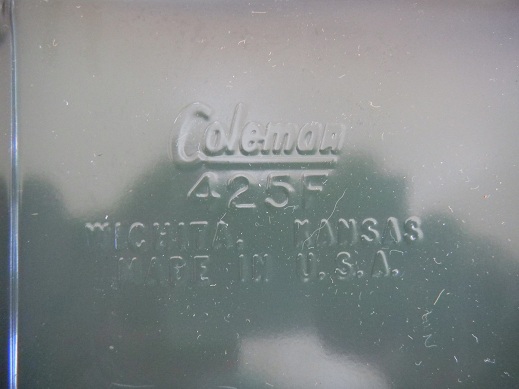 Coleman
425F
WICHITA, KANSAS
MADE IN U.S.A.